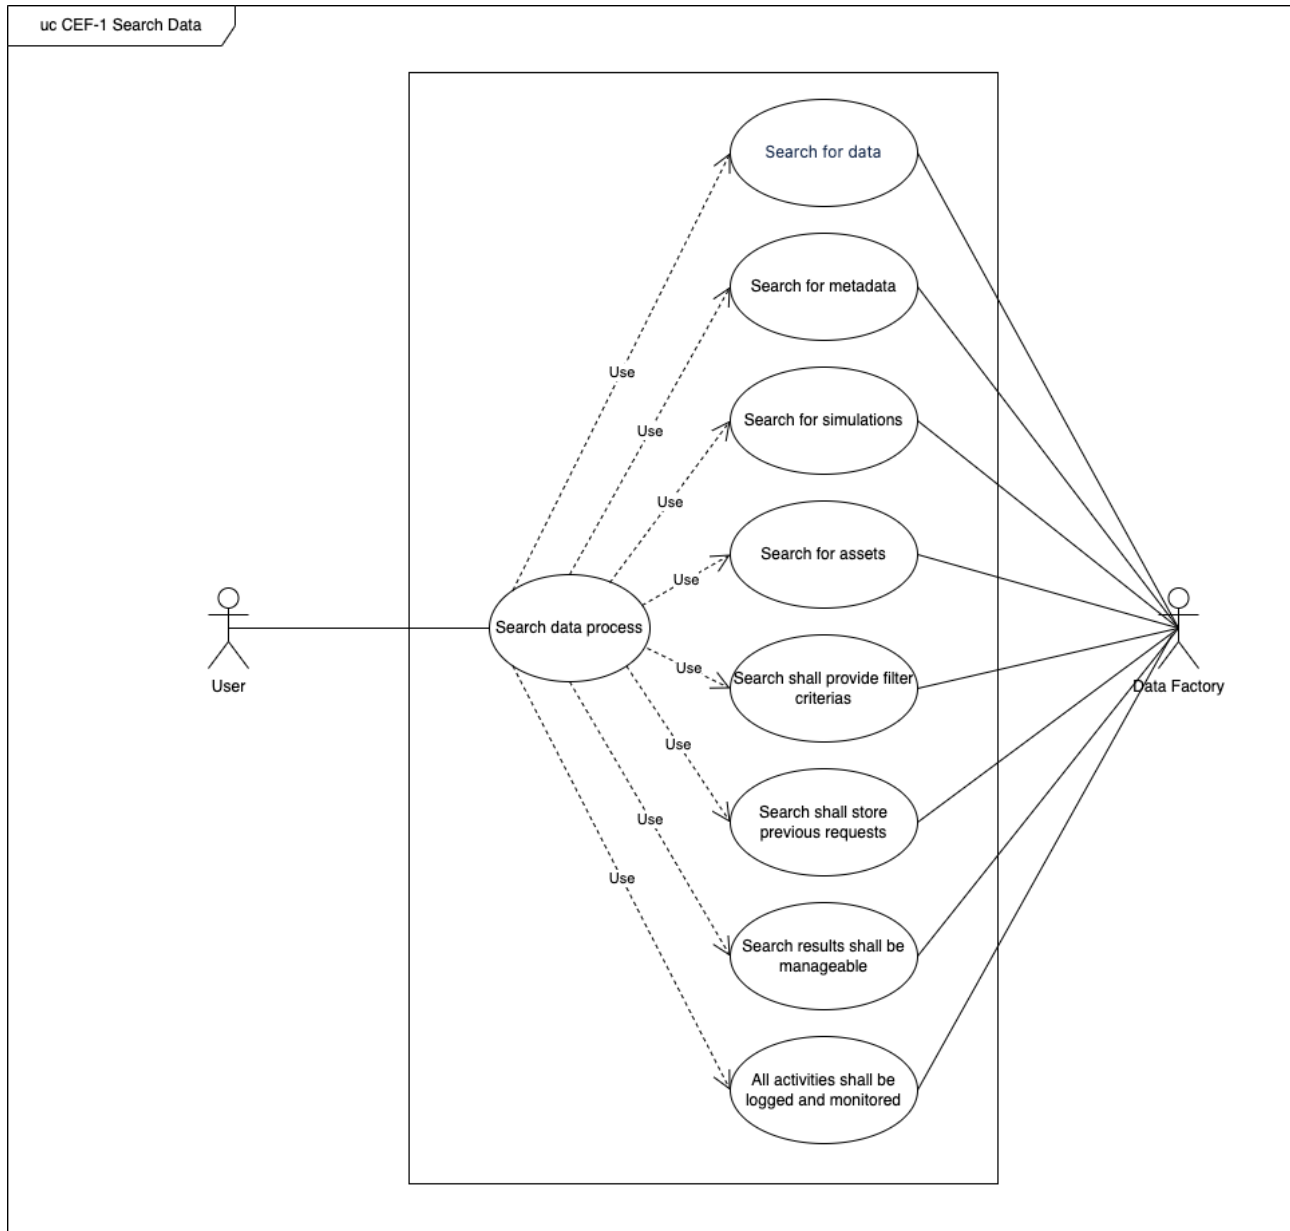 uc CEF-1 Search Data
Search for data
Search for metadata
Use
Search for simulations
Use
Use
Search for assets
Use
Search data process
User
Use
Search shall provide filter
criterias
Data Factory
Use
Search shall store
previous requests
Use
Use
Search results shall be
manageable
All activities shall be
logged and monitored